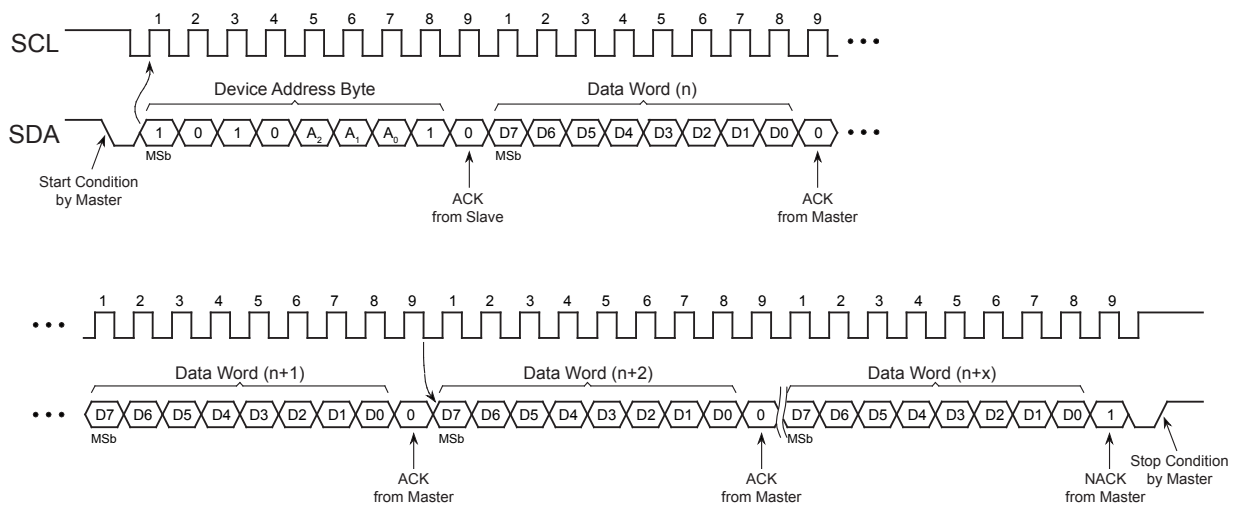 1 2 3 4 5 6 7 8 9 1 2 3 4 5 6 7 8 9
SCL
Device Address Byte Data Word (n)
SDA 1 0 1 0 A₂ A₁ A₀ 1 0 D7 D6 D5 D4 D3 D2 D1 D0 0
MSb MSb
Start Condition
by Master
ACK
from Slave
ACK
from Master
1 2 3 4 5 6 7 8 9 1 2 3 4 5 6 7 8 9 1 2 3 4 5 6 7 8 9
Data Word (n+1) Data Word (n+2) Data Word (n+x)
D7 D6 D5 D4 D3 D2 D1 D0 0 D7 D6 D5 D4 D3 D2 D1 D0 0 D7 D6 D5 D4 D3 D2 D1 D0 1
MSb MSb MSb
ACK
from Master
ACK
from Master
NACK
from Master
Stop Condition
by Master